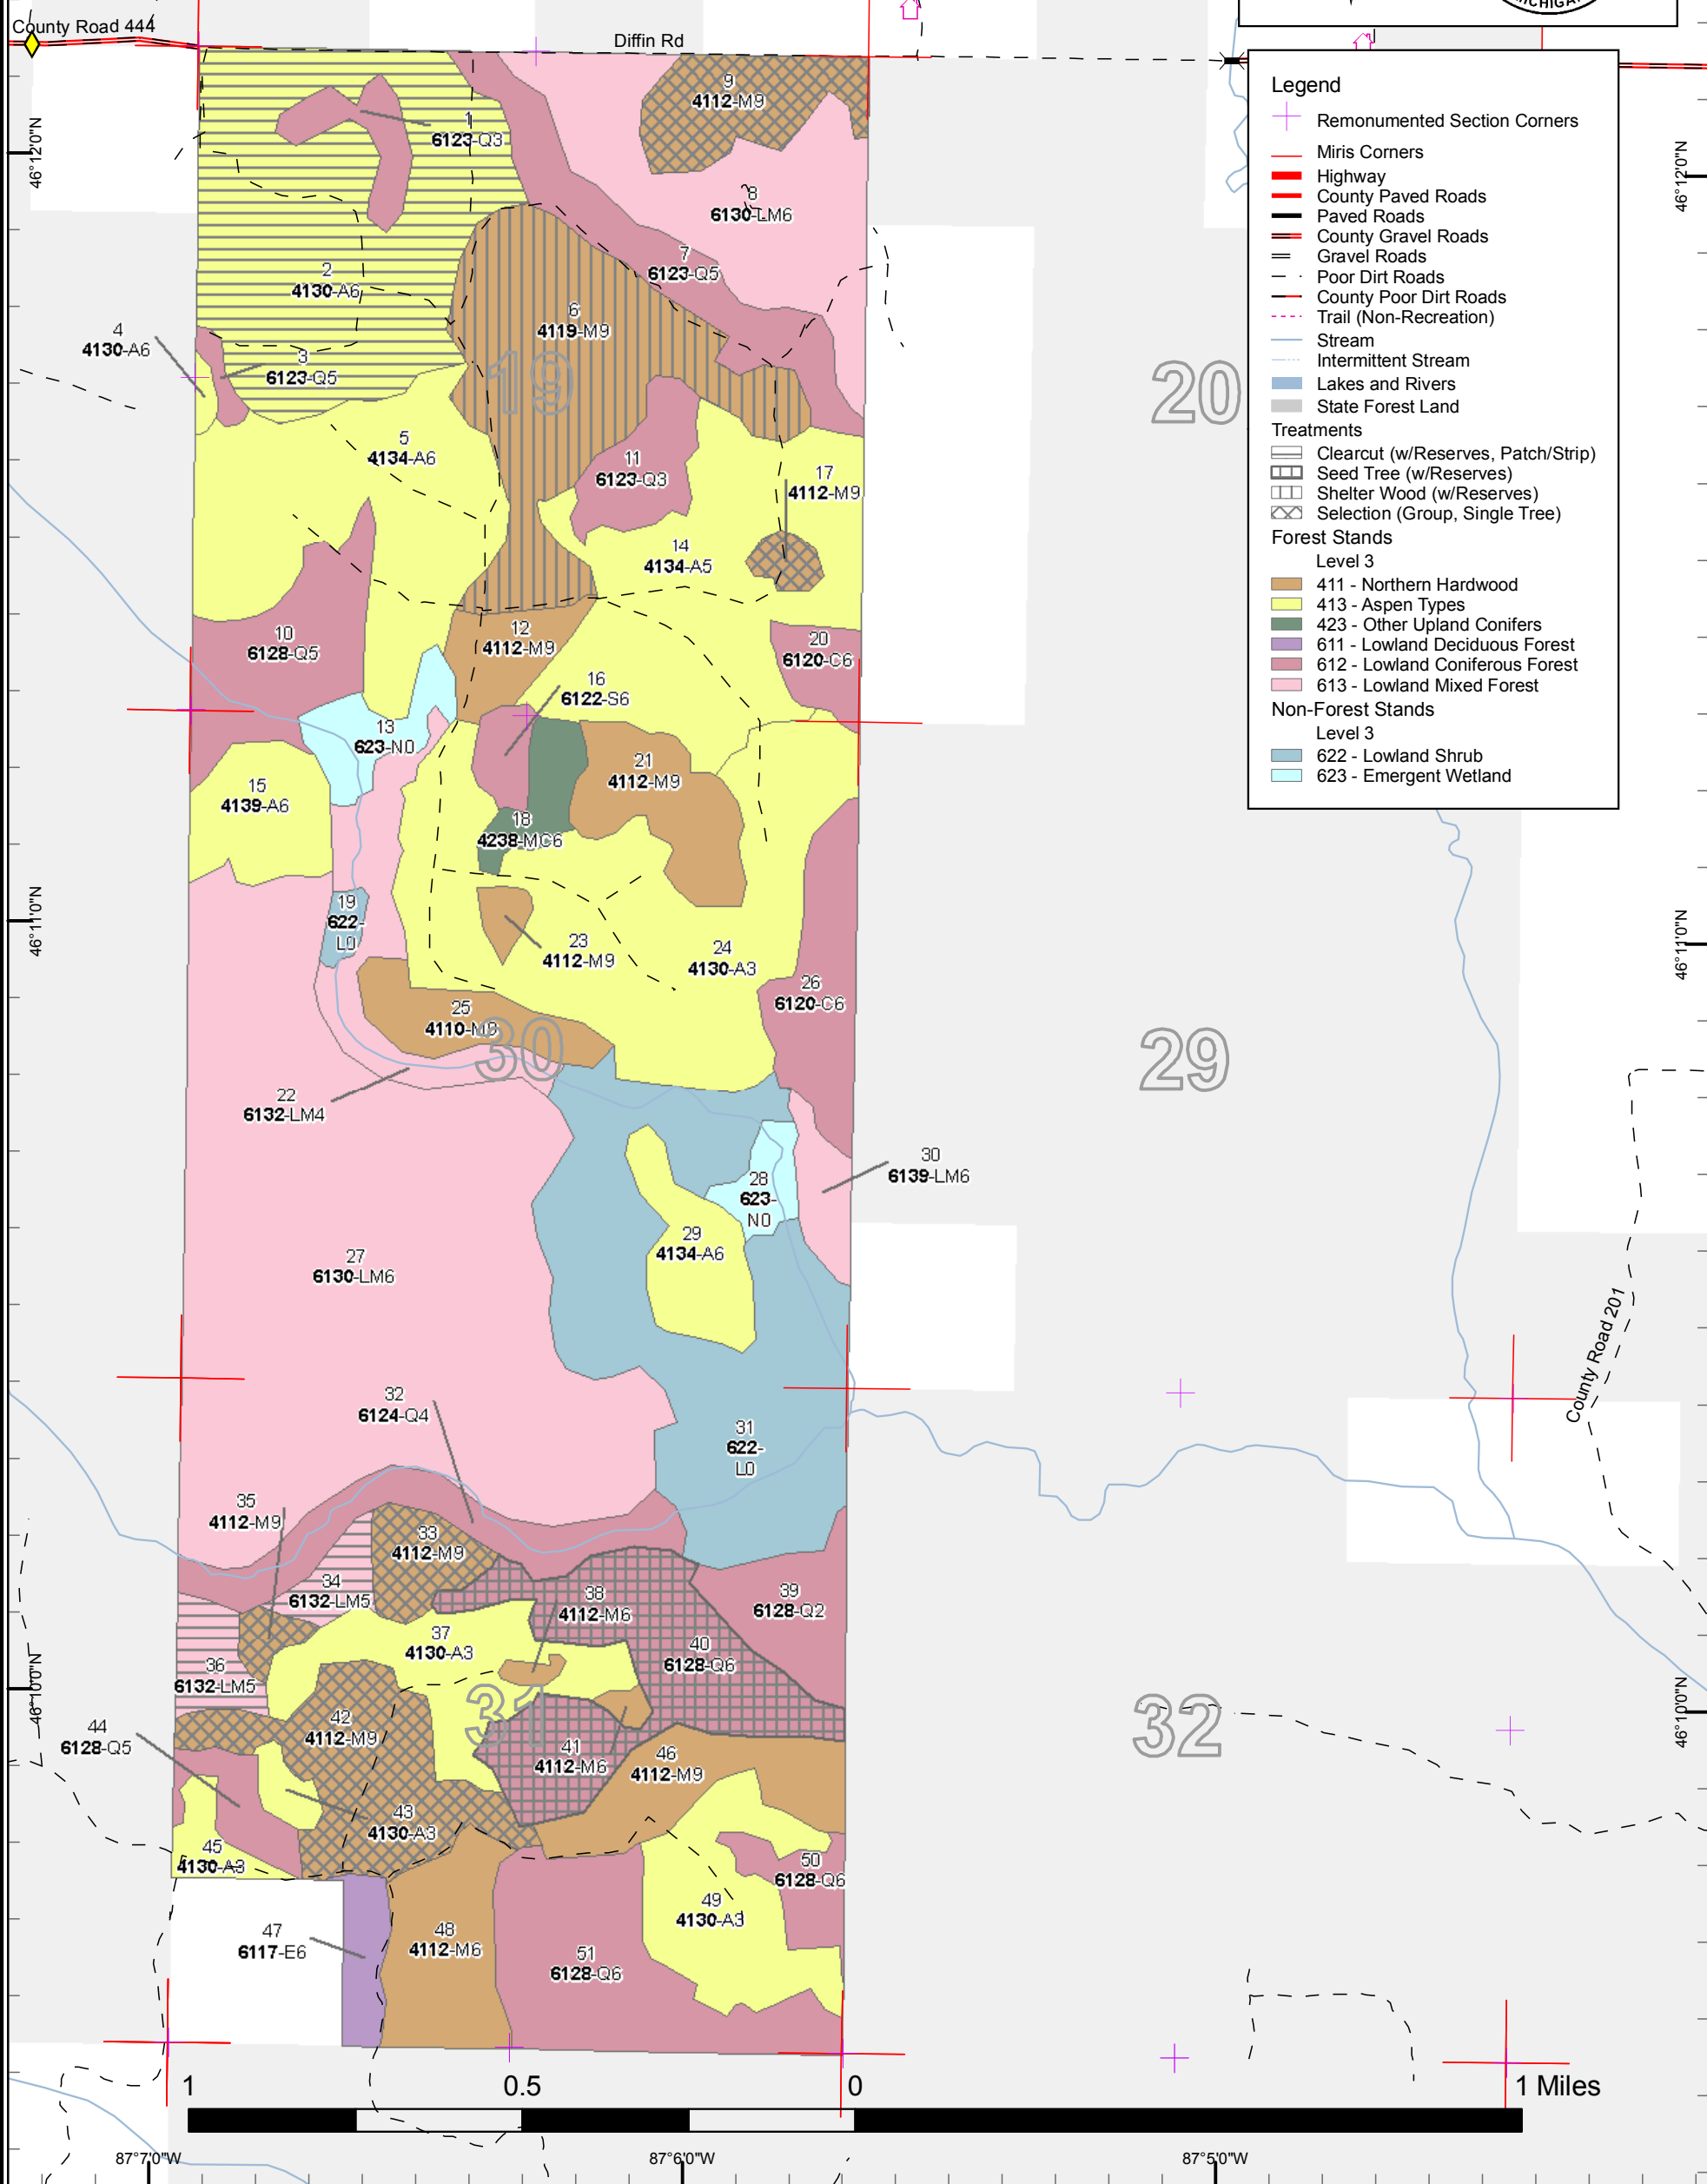 MICHIGAN
County Road 444
Diffin Rd
46°12'0"N
46°12'0"N
Legend
Remonumented Section Corners
Miris Corners
Highway
County Paved Roads
Paved Roads
County Gravel Roads
Gravel Roads
Poor Dirt Roads
County Poor Dirt Roads
Trail (Non-Recreation)
Stream
Intermittent Stream
Lakes and Rivers
State Forest Land
Treatments
Clearcut (w/Reserves, Patch/Strip)
Seed Tree (w/Reserves)
Shelter Wood (w/Reserves)
Selection (Group, Single Tree)
Forest Stands
Level 3
411 - Northern Hardwood
413 - Aspen Types
423 - Other Upland Conifers
611 - Lowland Deciduous Forest
612 - Lowland Coniferous Forest
613 - Lowland Mixed Forest
Non-Forest Stands
Level 3
622 - Lowland Shrub
623 - Emergent Wetland
9
4112-M9
1
6123-Q3
8
6130-LM6
7
6123-Q5
2
4130-A6
6
4119-M9
4
4130-A6
3
6123-Q5
19
20
5
4134-A6
11
6123-Q3
17
4112-M9
14
4134-A5
10
6128-Q5
12
4112-M9
20
6120-C6
16
6122-S6
13
623-N0
21
4112-M9
15
4139-A6
18
4238-MC6
19
622-
L0
23
4112-M9
24
4130-A3
46°11'0"N
46°11'0"N
26
6120-C6
25
4110-M9
30
29
22
6132-LM4
30
6139-LM6
28
623-
N0
29
4134-A6
27
6130-LM6
County Road 201
32
6124-Q4
31
622-
L0
35
4112-M9
33
4112-M9
34
6132-LM5
38
4112-M6
39
6128-Q2
37
4130-A3
40
6128-Q6
36
6132-LM5
46°10'0"N
46°10'0"N
31
32
44
6128-Q5
42
4112-M9
41
4112-M6
46
4112-M9
43
4130-A3
45
4130-A3
50
6128-Q6
49
4130-A3
47
6117-E6
48
4112-M6
51
6128-Q6
1 0.5 0 1 Miles
87°7'0"W 87°6'0"W 87°5'0"W